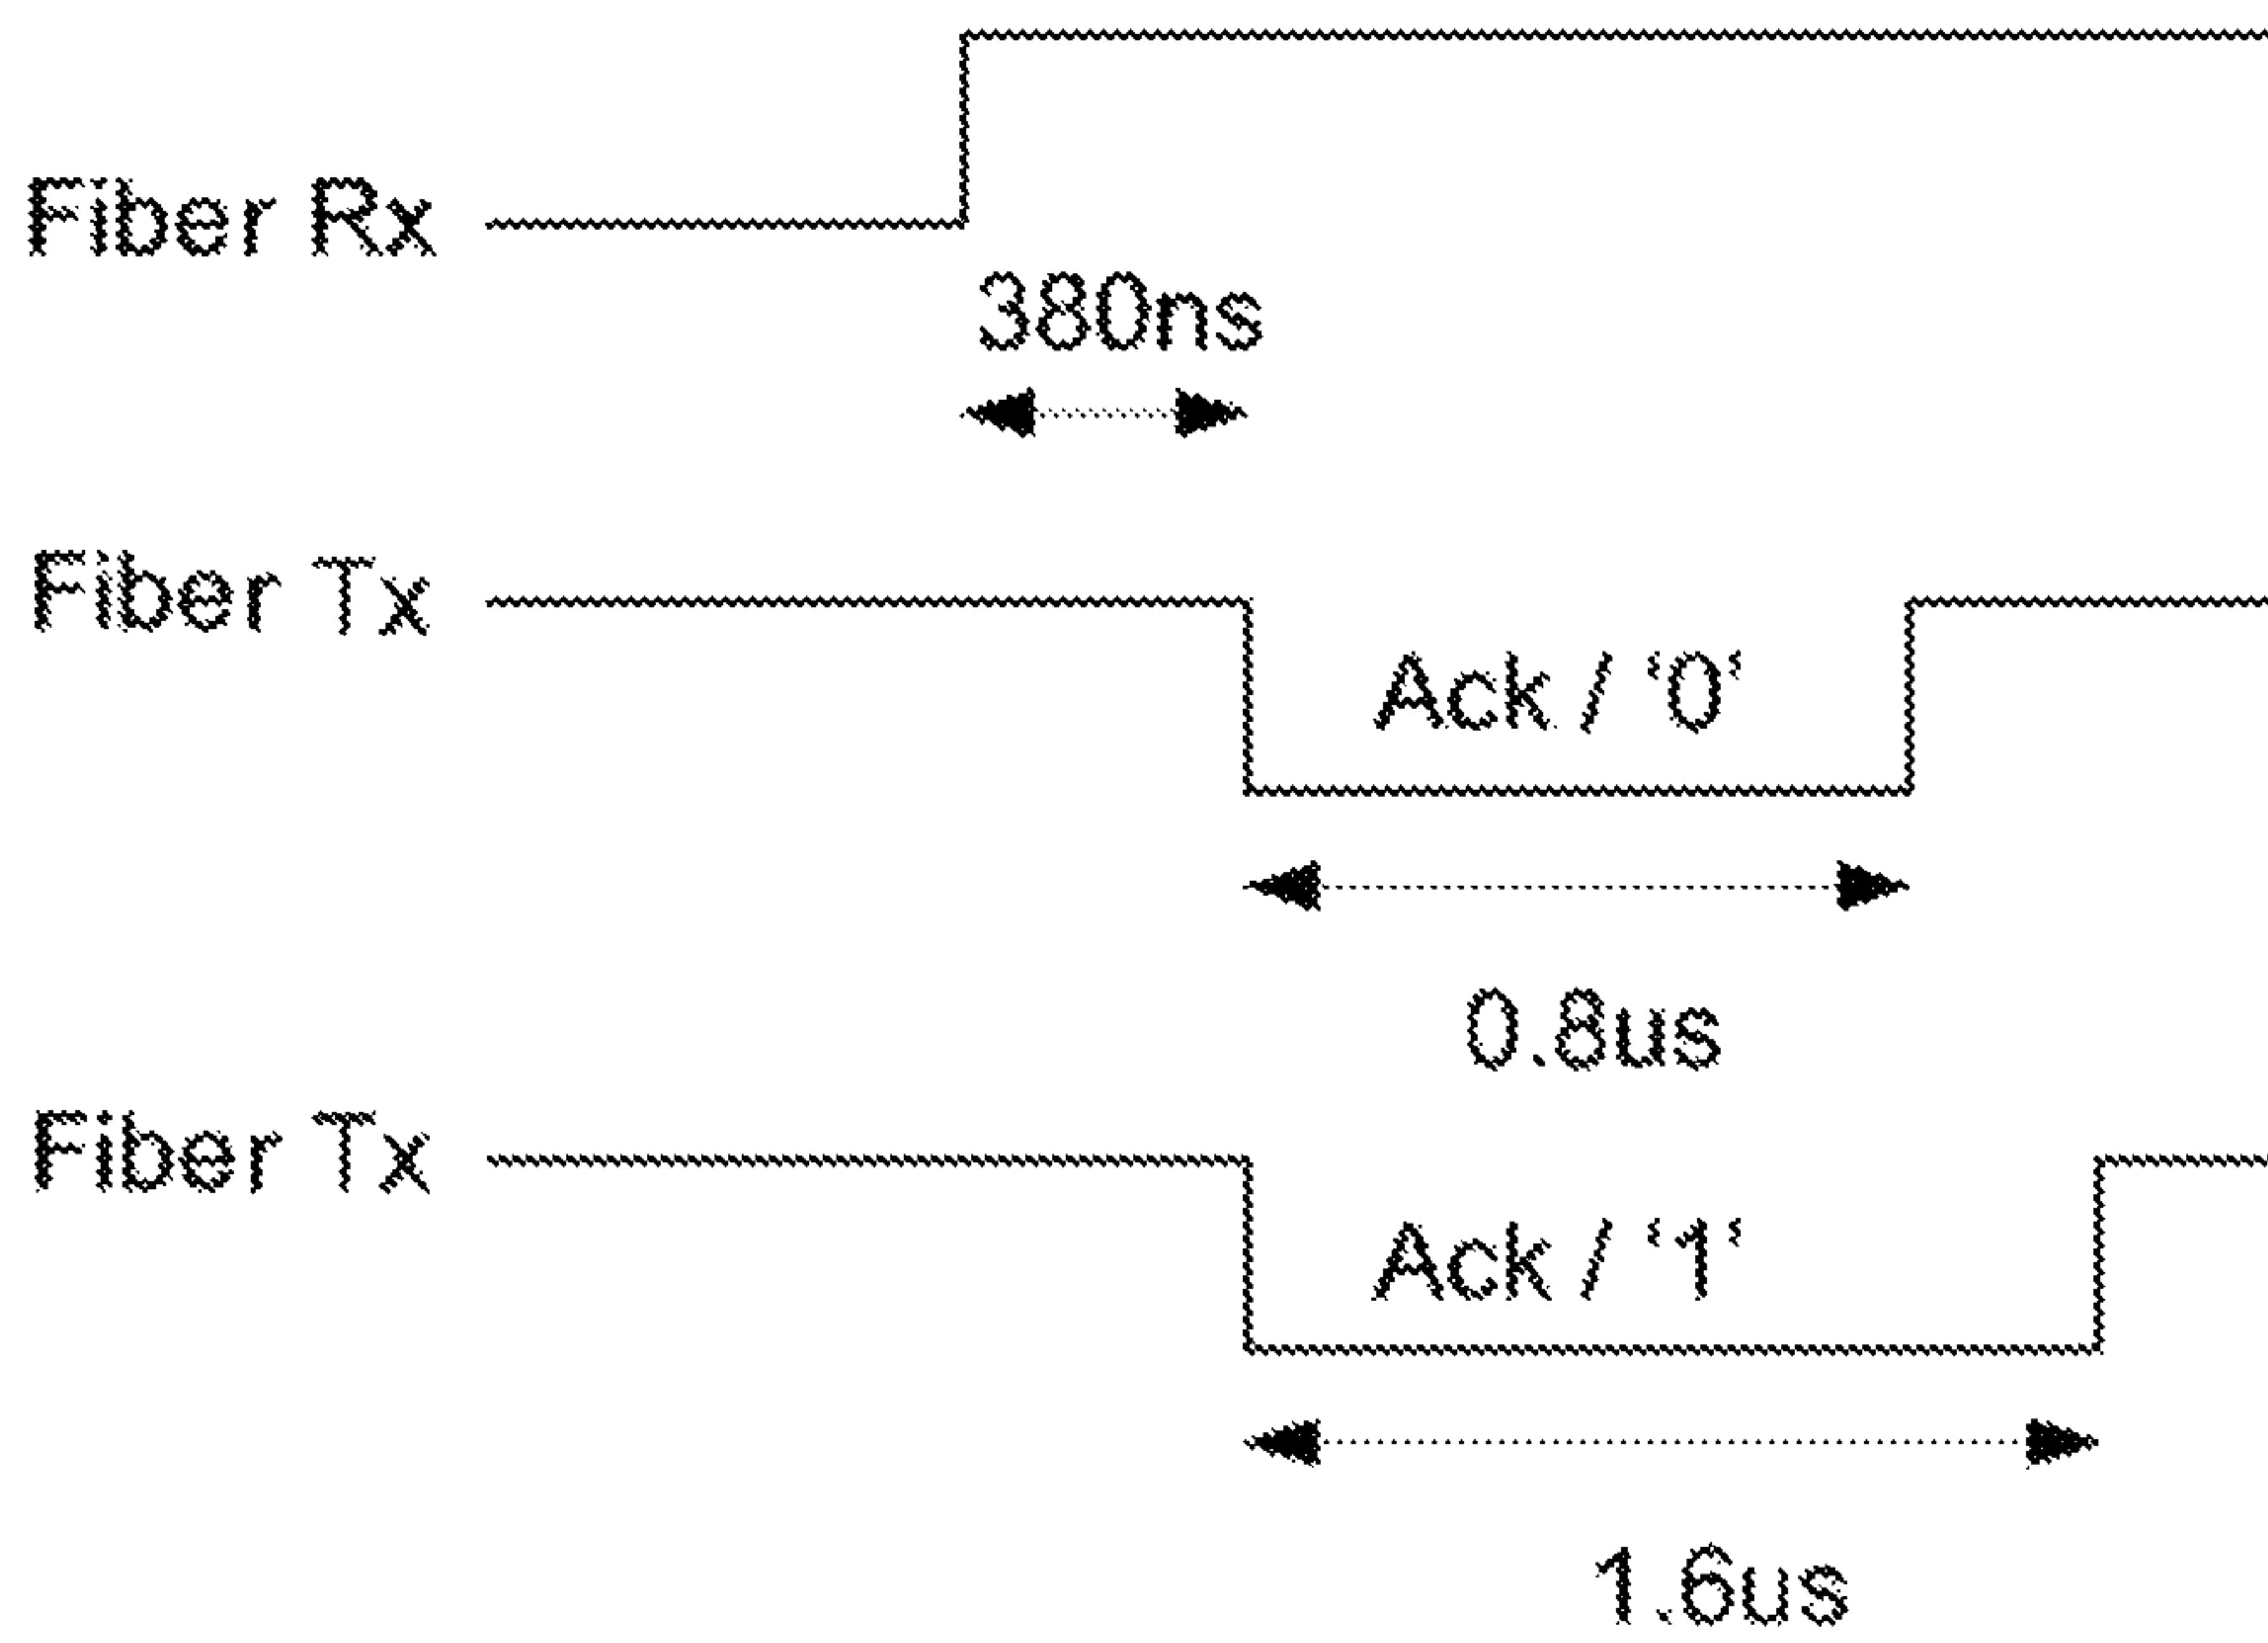 Fiber Rx
380ns
Fiber Tx
Ack / ‘0‘
0.8us
Fiber Tx
Ack / ‘1‘
1.6us